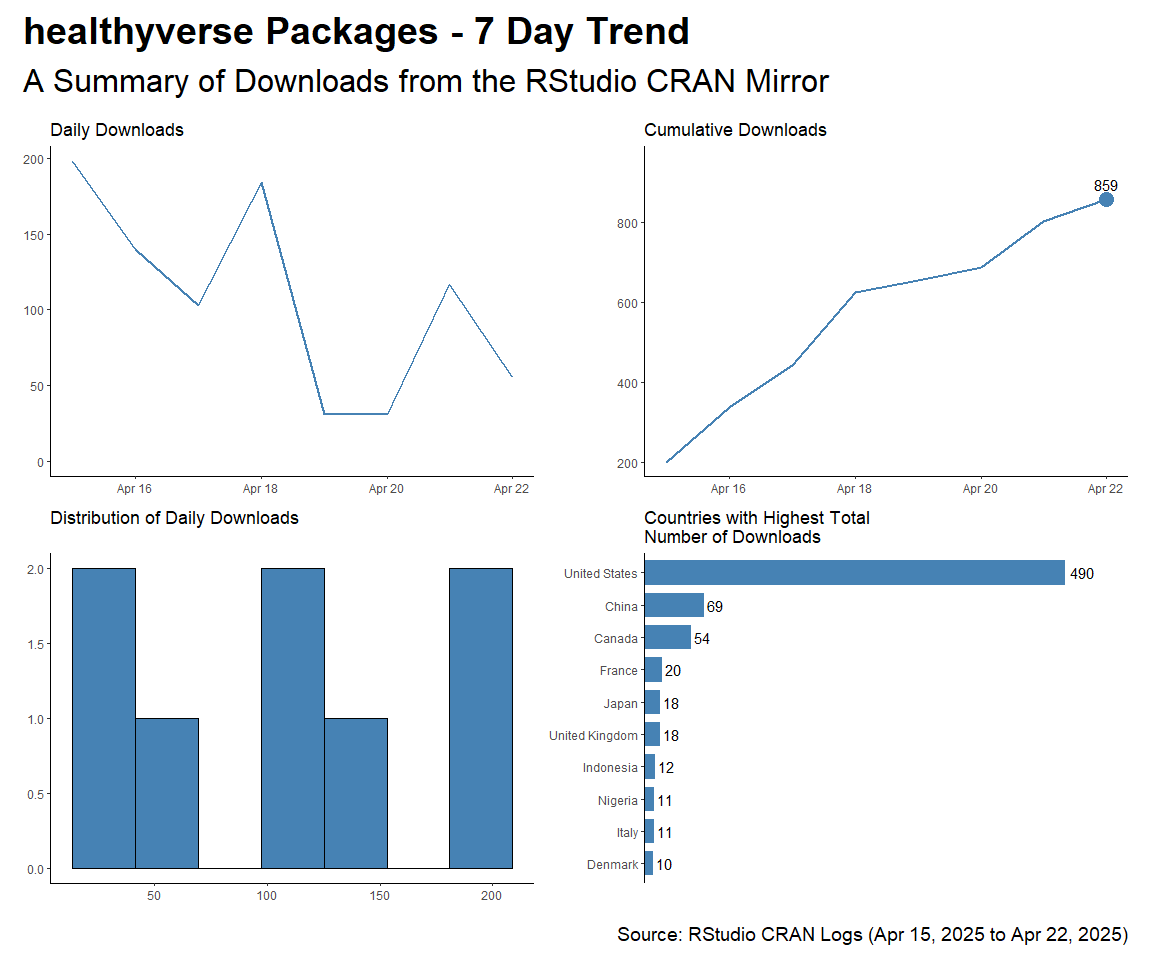 healthyverse Packages - 7 Day Trend
A Summary of Downloads from the RStudio CRAN Mirror
Daily Downloads
200
150
100
50
0
Apr 16
Apr 18
Apr 20
Apr 22
Cumulative Downloads
859
800
600
400
200
Apr 16
Apr 18
Apr 20
Apr 22
Distribution of Daily Downloads
2.0
1.5
1.0
0.5
0.0
50
100
150
200
Countries with Highest Total
Number of Downloads
United States 490
China 69
Canada 54
France 20
Japan 18
United Kingdom 18
Indonesia 12
Nigeria 11
Italy 11
Denmark 10
Source: RStudio CRAN Logs (Apr 15, 2025 to Apr 22, 2025)